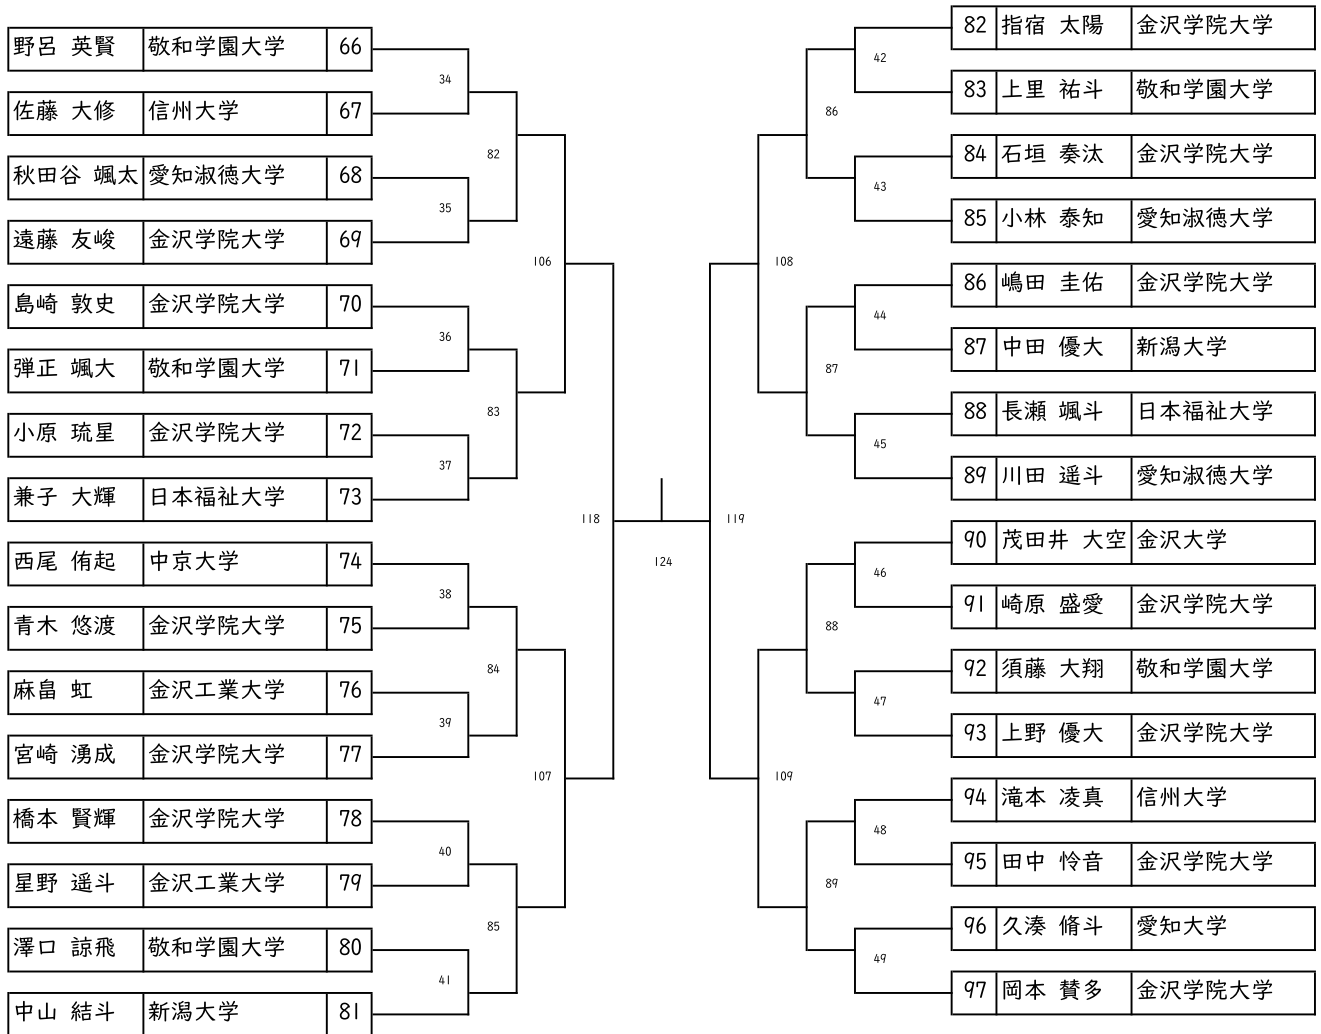 野呂 英賢 敬和学園大学 66
佐藤 大修 信州大学 67
秋田谷 颯太 愛知淑徳大学 68
遠藤 友峻 金沢学院大学 69
島崎 敦史 金沢学院大学 70
弾正 颯大 敬和学園大学 71
小原 琉星 金沢学院大学 72
兼子 大輝 日本福祉大学 73
西尾 侑起 中京大学 74
青木 悠渡 金沢学院大学 75
麻畠 虹 金沢工業大学 76
宮崎 湧成 金沢学院大学 77
橋本 賢輝 金沢学院大学 78
星野 遥斗 金沢工業大学 79
澤口 諒飛 敬和学園大学 80
中山 結斗 新潟大学 81
34
35
36
37
38
39
40
41
82
83
84
85
106
107
118
124
119
108
109
86
87
88
89
42
43
44
45
46
47
48
49
82 指宿 太陽 金沢学院大学
83 上里 祐斗 敬和学園大学
84 石垣 奏汰 金沢学院大学
85 小林 泰知 愛知淑徳大学
86 嶋田 圭佑 金沢学院大学
87 中田 優大 新潟大学
88 長瀬 颯斗 日本福祉大学
89 川田 遥斗 愛知淑徳大学
90 茂田井 大空 金沢大学
91 崎原 盛愛 金沢学院大学
92 須藤 大翔 敬和学園大学
93 上野 優大 金沢学院大学
94 滝本 凌真 信州大学
95 田中 怜音 金沢学院大学
96 久湊 脩斗 愛知大学
97 岡本 賛多 金沢学院大学